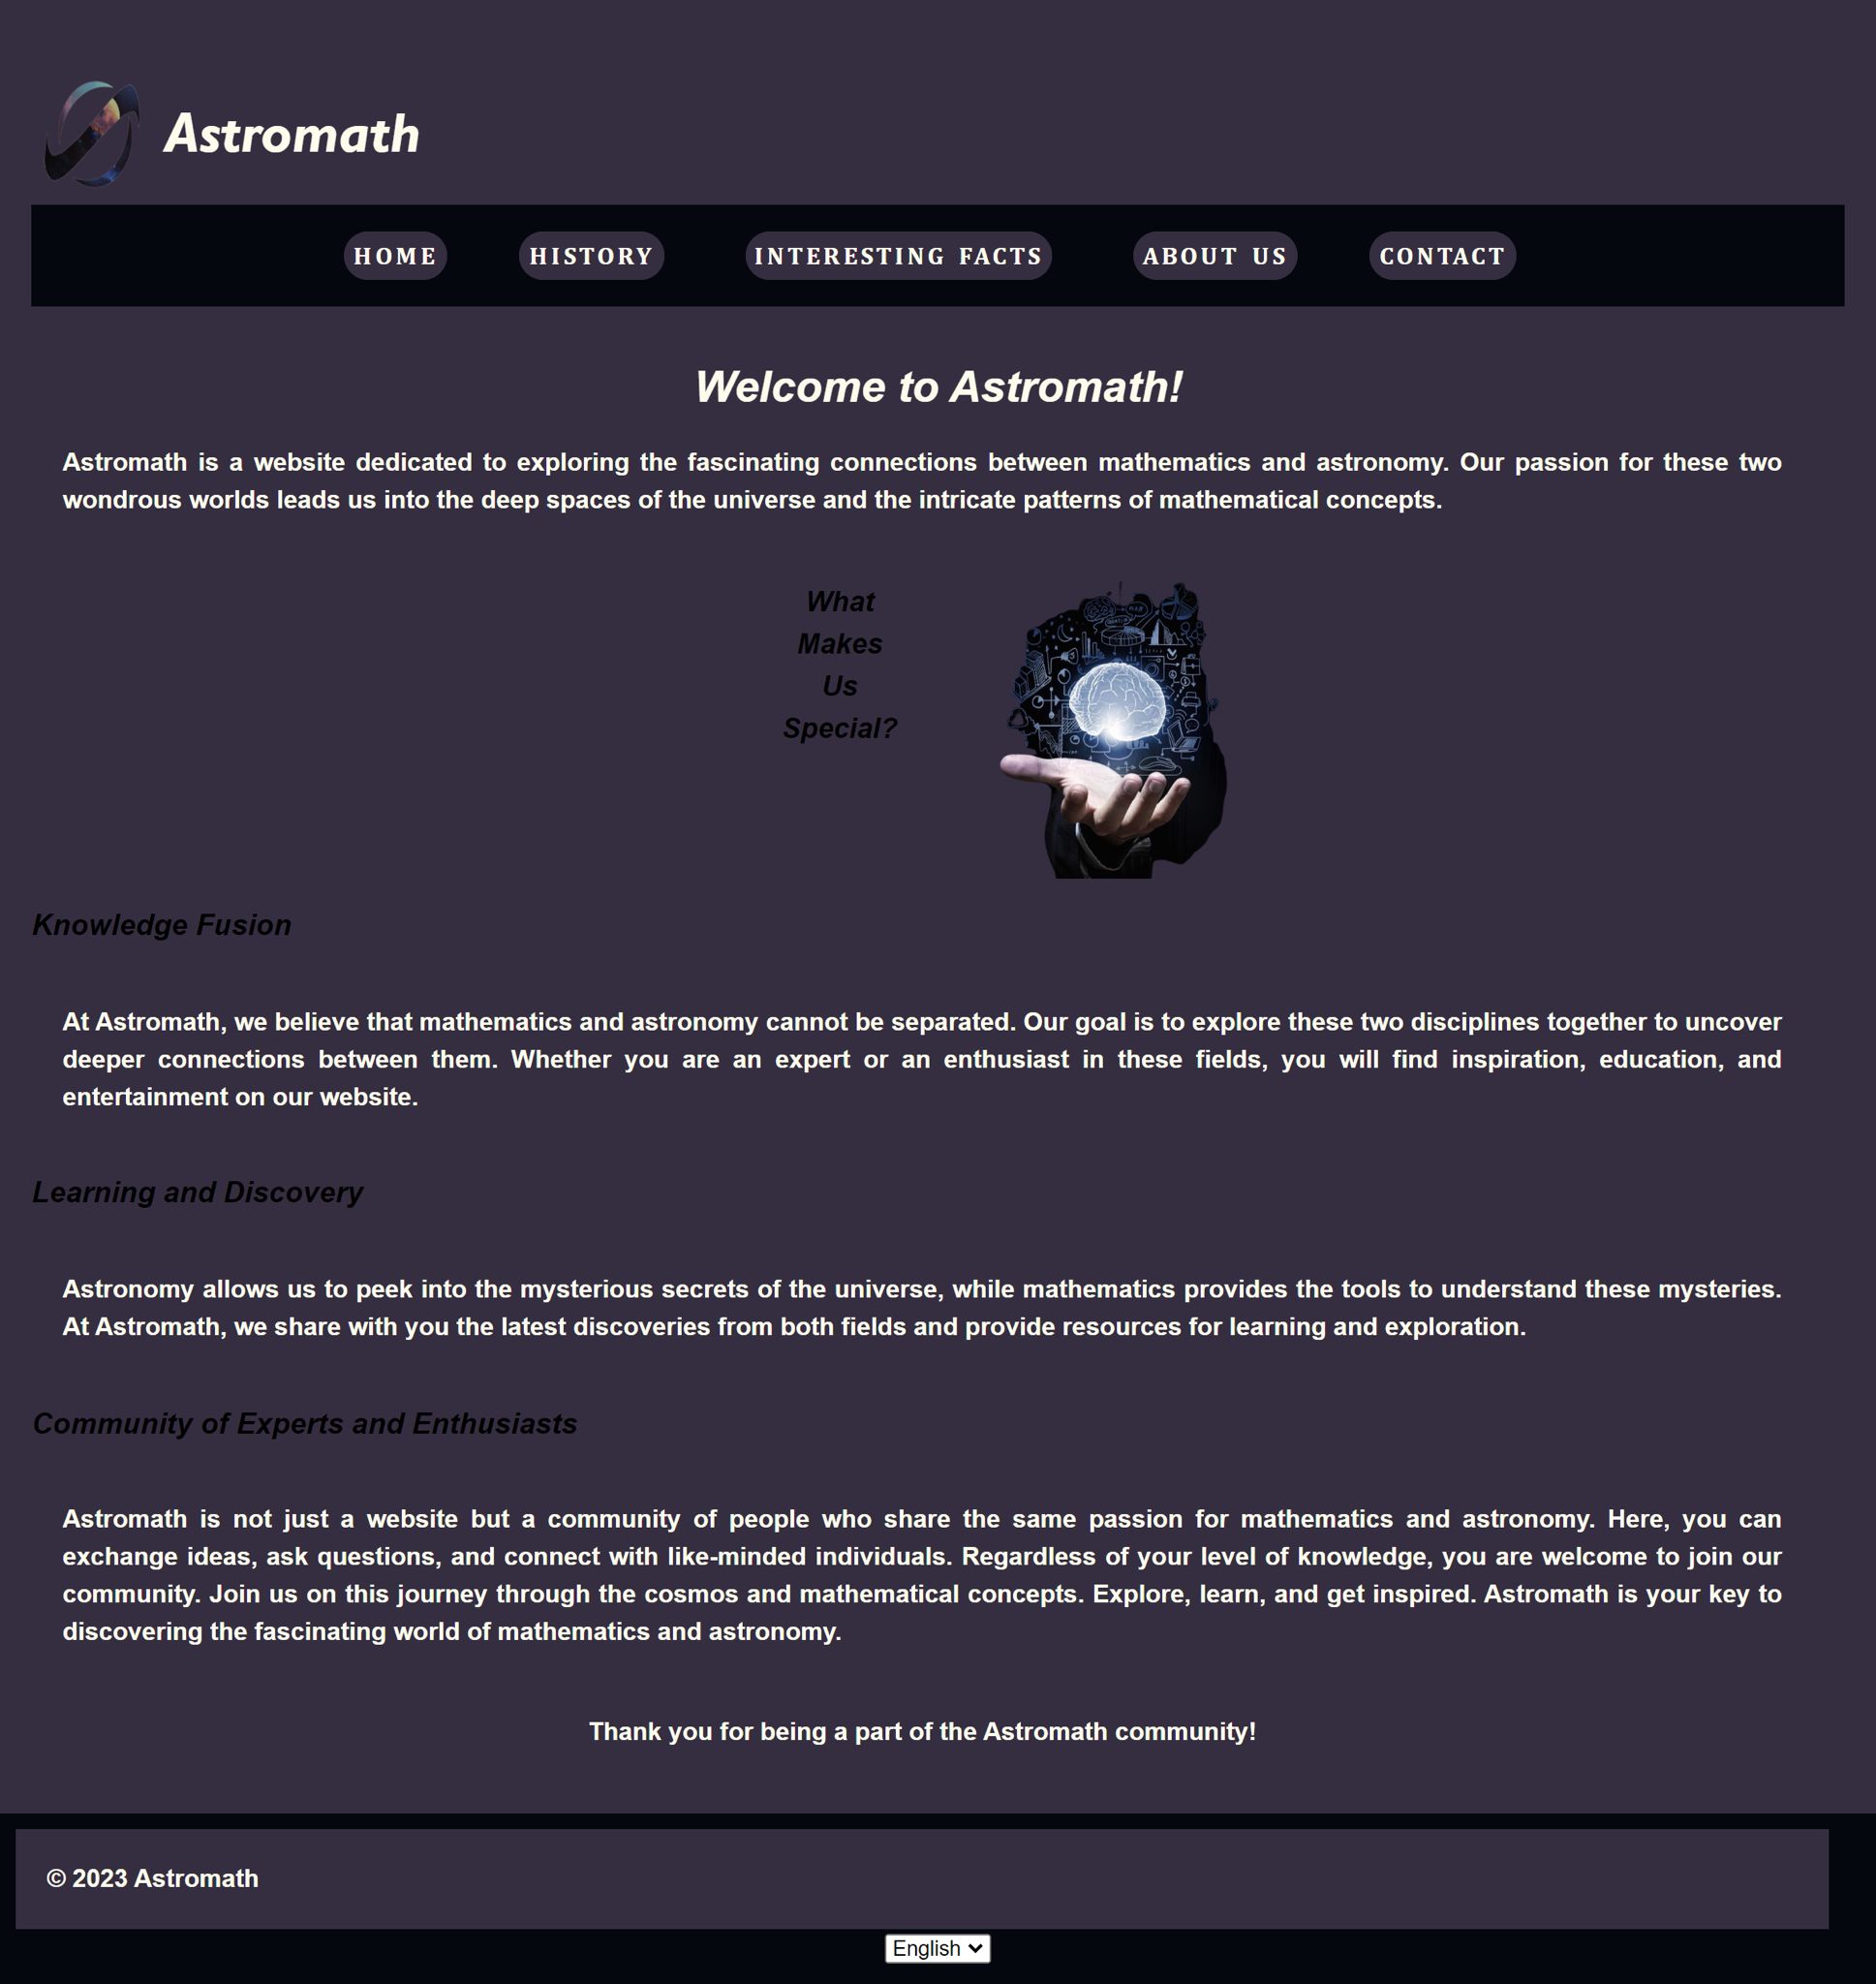 Astromath
HOME HISTORY INTERESTING FACTS ABOUT US CONTACT
Welcome to Astromath!
Astromath is a website dedicated to exploring the fascinating connections between mathematics and astronomy. Our passion for these two
wondrous worlds leads us into the deep spaces of the universe and the intricate patterns of mathematical concepts.
What
Makes
Us
Special?
Knowledge Fusion
At Astromath, we believe that mathematics and astronomy cannot be separated. Our goal is to explore these two disciplines together to uncover
deeper connections between them. Whether you are an expert or an enthusiast in these fields, you will find inspiration, education, and
entertainment on our website.
Learning and Discovery
Astronomy allows us to peek into the mysterious secrets of the universe, while mathematics provides the tools to understand these mysteries.
At Astromath, we share with you the latest discoveries from both fields and provide resources for learning and exploration.
Community of Experts and Enthusiasts
Astromath is not just a website but a community of people who share the same passion for mathematics and astronomy. Here, you can
exchange ideas, ask questions, and connect with like-minded individuals. Regardless of your level of knowledge, you are welcome to join our
community. Join us on this journey through the cosmos and mathematical concepts. Explore, learn, and get inspired. Astromath is your key to
discovering the fascinating world of mathematics and astronomy.
Thank you for being a part of the Astromath community!
© 2023 Astromath
English